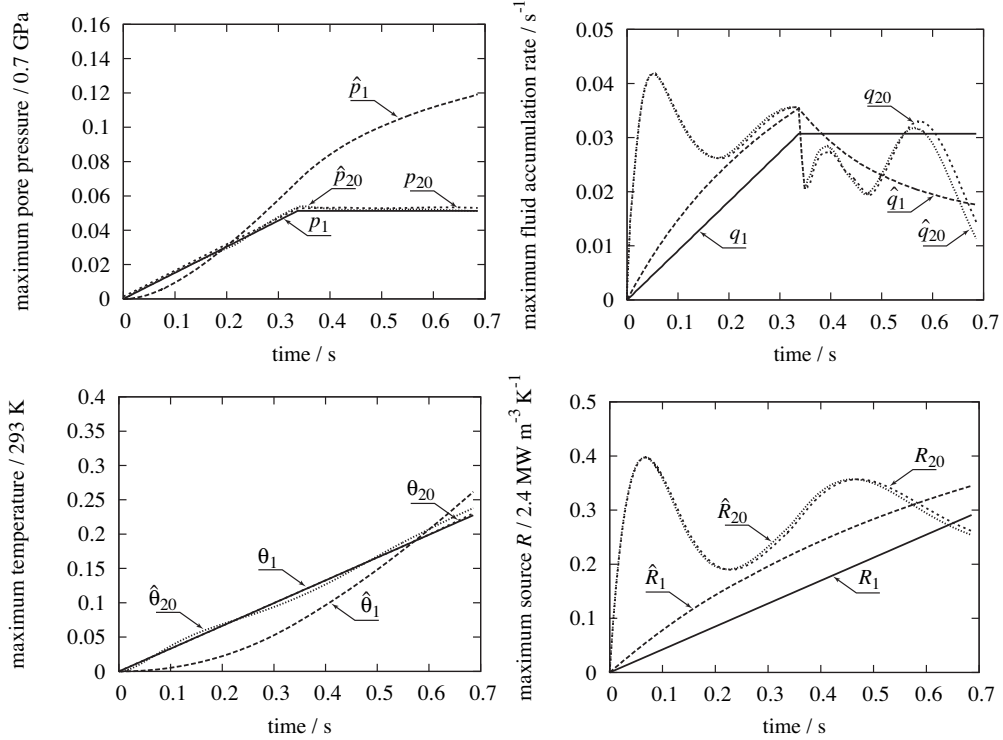 maximum pore pressure / 0.7 GPa
0.16
0.14
0.12
0.1
0.08
0.06
0.04
0.02
0
p̂1
p̂20
p20
p1
0 0.1 0.2 0.3 0.4 0.5 0.6 0.7
time / s
maximum fluid accumulation rate / s-1
0.05
0.04
0.03
0.02
0.01
0
q20
q̂1
q1
q̂20
0 0.1 0.2 0.3 0.4 0.5 0.6 0.7
time / s
maximum temperature / 293 K
0.4
0.35
0.3
0.25
0.2
0.15
0.1
0.05
0
θ20
θ1
θ̂20
θ̂1
0 0.1 0.2 0.3 0.4 0.5 0.6 0.7
time / s
maximum source R / 2.4 MW m-3 K-1
0.5
0.4
0.3
0.2
0.1
0
R20
R̂20
R̂1
R1
0 0.1 0.2 0.3 0.4 0.5 0.6 0.7
time / s